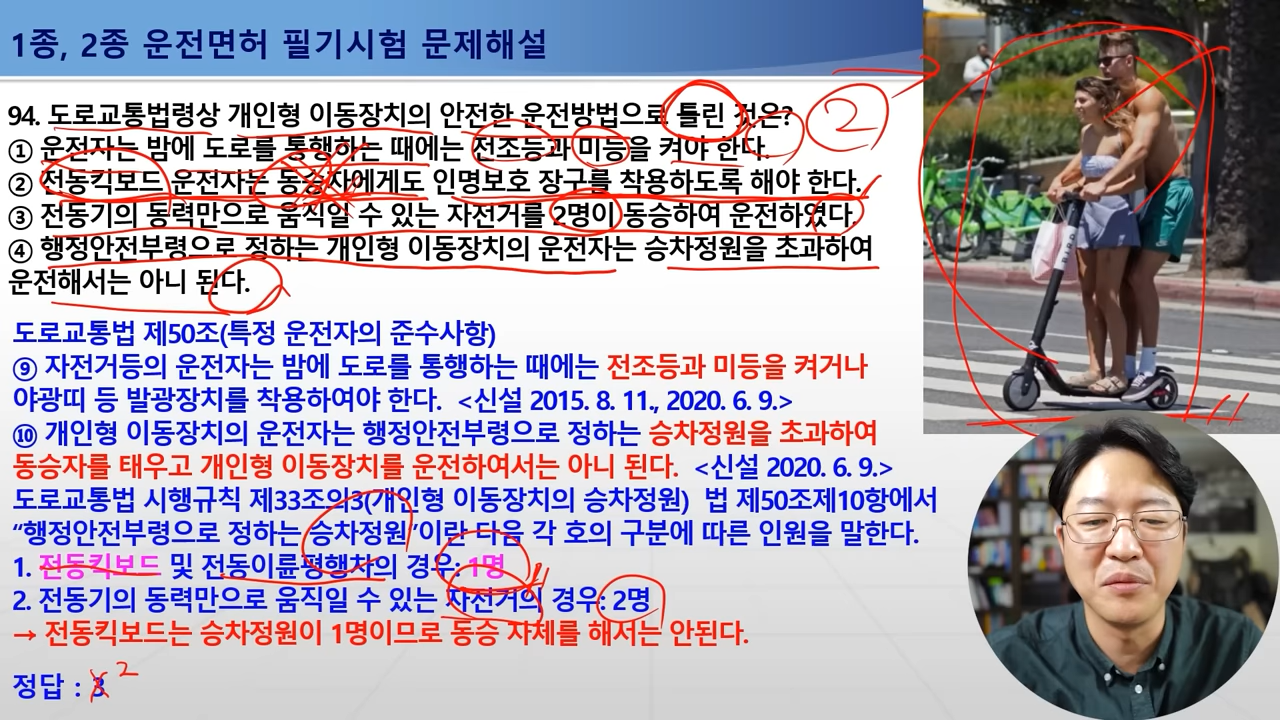 1종, 2종 운전면허 필기시험 문제해설
94. 도로교통법령상 개인형 이동장치의 안전한 운전방법으로 틀린 것은?
① 운전자는 밤에 도로를 통행하는 때에는 전조등과 미등을 켜야 한다.
② 전동킥보드 운전자는 동승자에게도 인명보호 장구를 착용하도록 해야 한다.
③ 전동기의 동력만으로 움직일 수 있는 자전거를 2명이 동승하여 운전하였다.
④ 행정안전부령으로 정하는 개인형 이동장치의 운전자는 승차정원을 초과하여
운전해서는 아니 된다.
2
도로교통법 제50조(특정 운전자의 준수사항)
⑨ 자전거등의 운전자는 밤에 도로를 통행하는 때에는 전조등과 미등을 켜거나
야광띠 등 발광장치를 착용하여야 한다. <신설 2015. 8. 11., 2020. 6. 9.>
⑩ 개인형 이동장치의 운전자는 행정안전부령으로 정하는 승차정원을 초과하여
동승자를 태우고 개인형 이동장치를 운전하여서는 아니 된다. <신설 2020. 6. 9.>
도로교통법 시행규칙 제33조의3(개인형 이동장치의 승차정원) 법 제50조제10항에서
“행정안전부령으로 정하는 승차정원”이란 다음 각 호의 구분에 따른 인원을 말한다.
1. 전동킥보드 및 전동이륜평행차의 경우: 1명
2. 전동기의 동력만으로 움직일 수 있는 자전거의 경우: 2명
→ 전동킥보드는 승차정원이 1명이므로 동승 자체를 해서는 안된다.
정답 : 3 2